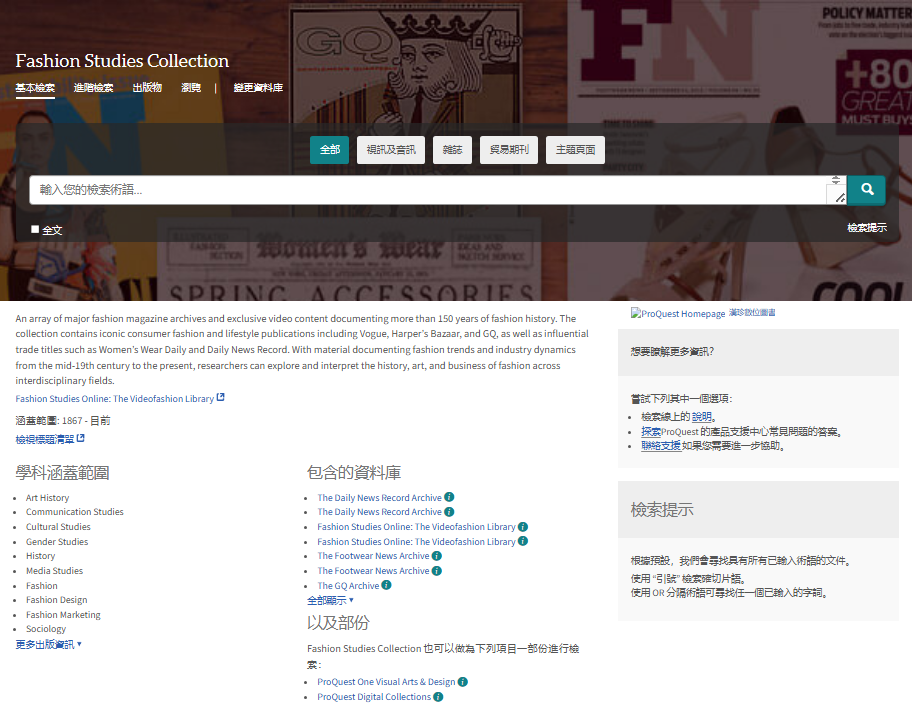 GQ
GENTLEMEN'S QUARTERLY
FN
POLICY MATTER
+80
GREAT
MUST BUYS
Fashion Studies Collection
基本檢索 進階檢索 出版物 瀏覽 | 變更資料庫
全部 視訊及音訊 雜誌 貿易期刊 主題頁面
輸入您的檢索術語...
全文
檢索提示
ILLUSTRATED
FASHION
SECTION
Women's Wear
IDEAS AND
SKETCH SERVICE
SPRING ACCESSORIES
COOL
An array of major fashion magazine archives and exclusive video content documenting more than 150 years of fashion history. The
collection contains iconic consumer fashion and lifestyle publications including Vogue, Harper's Bazaar, and GQ, as well as influential
trade titles such as Women's Wear Daily and Daily News Record. With material documenting fashion trends and industry dynamics
from the mid-19th century to the present, researchers can explore and interpret the history, art, and business of fashion across
interdisciplinary fields.
Fashion Studies Online: The Videofashion Library
涵蓋範圍: 1867 - 目前
檢視標題清單
學科涵蓋範圍
Art History
Communication Studies
Cultural Studies
Gender Studies
History
Media Studies
Fashion
Fashion Design
Fashion Marketing
Sociology
更多出版資訊
包含的資料庫
The Daily News Record Archive
The Daily News Record Archive
Fashion Studies Online: The Videofashion Library
Fashion Studies Online: The Videofashion Library
The Footwear News Archive
The Footwear News Archive
The GQ Archive
全部顯示
以及部份
Fashion Studies Collection 也可以做為下列項目一部份進行檢
索：
ProQuest One Visual Arts & Design
ProQuest Digital Collections
ProQuest Homepage 漢珍數位圖書
想要瞭解更多資訊?
嘗試下列其中一個選項：
檢索線上的 說明。
探索ProQuest 的產品支援中心常見問題的答案。
聯絡支援 如果您需要進一步協助。
檢索提示
根據預設，我們會尋找具有所有已輸入術語的文件。
使用 “引號” 檢索確切片語。
使用 OR 分隔術語可尋找任一個已輸入的字詞。